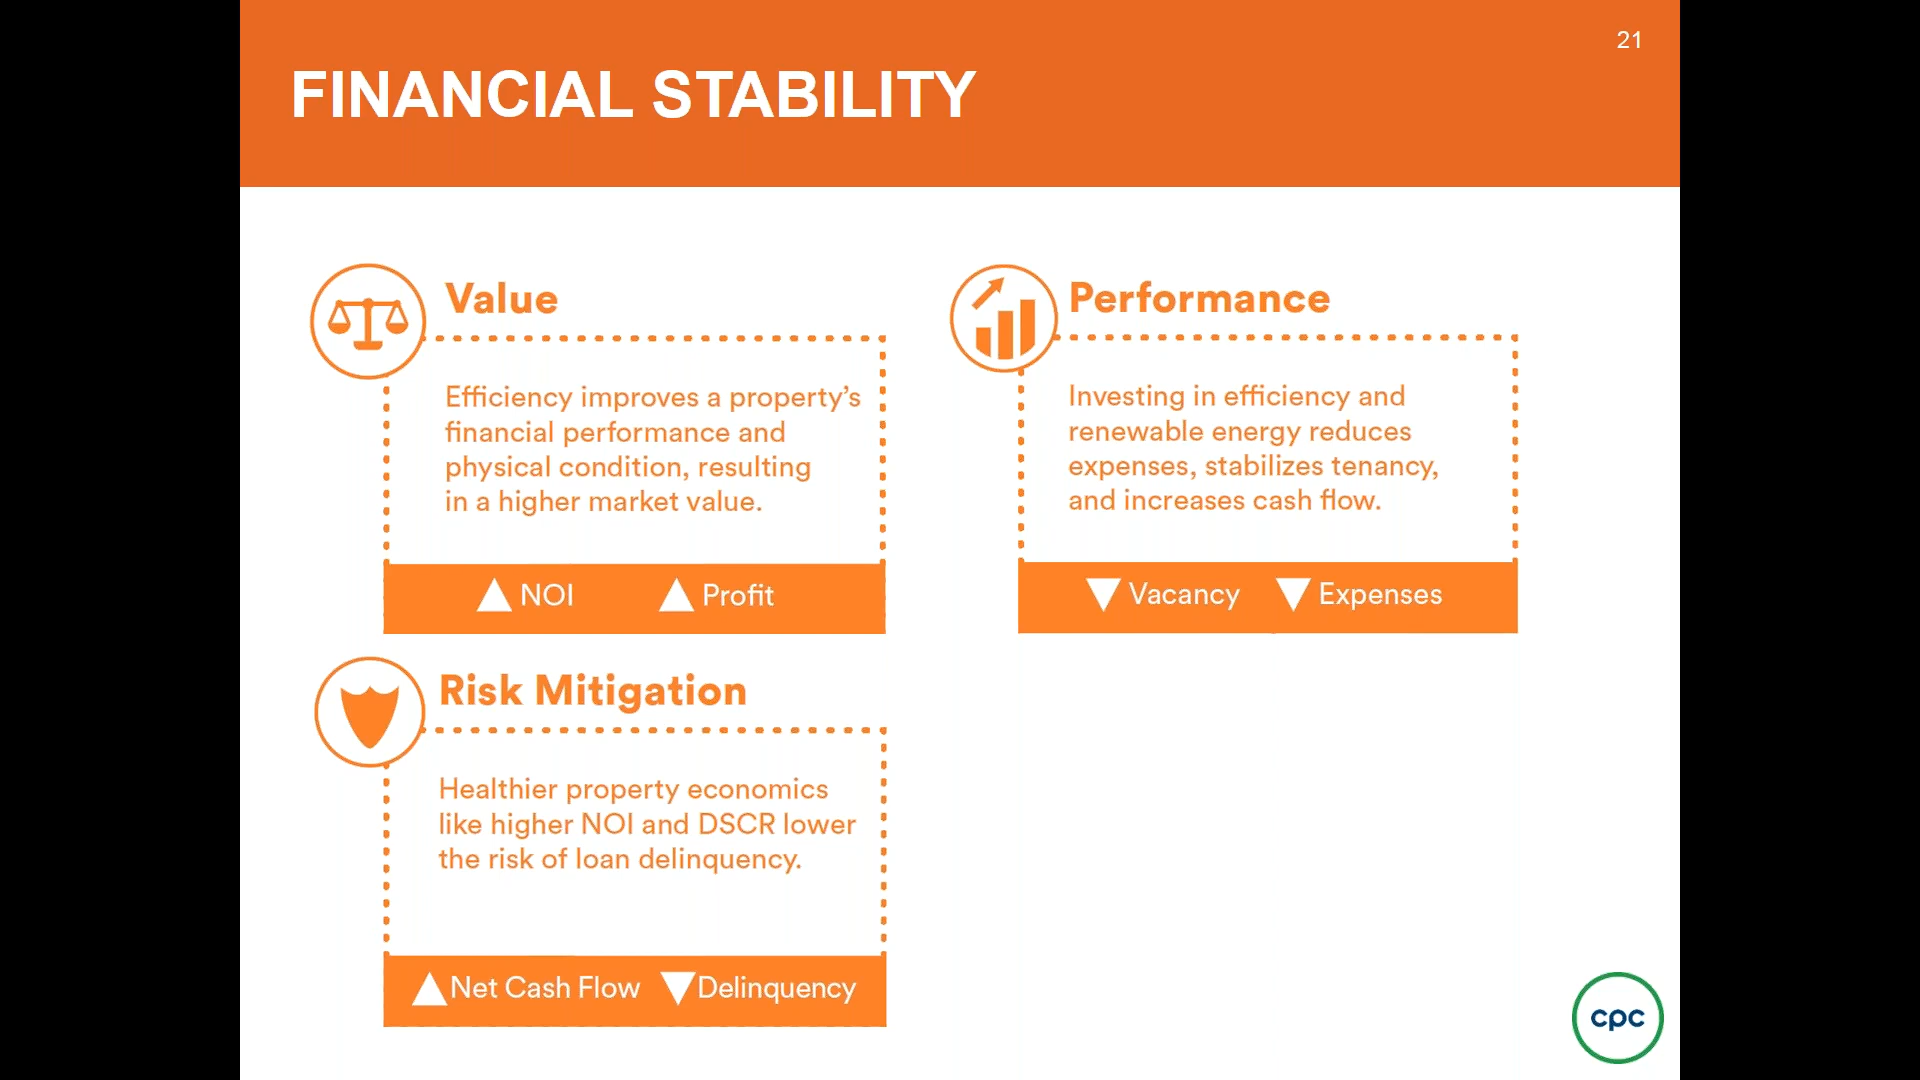 21
FINANCIAL STABILITY
Value
Efficiency improves a property’s
financial performance and
physical condition, resulting
in a higher market value.
▲ NOI ▲ Profit
Performance
Investing in efficiency and
renewable energy reduces
expenses, stabilizes tenancy,
and increases cash flow.
▼ Vacancy ▼ Expenses
Risk Mitigation
Healthier property economics
like higher NOI and DSCR lower
the risk of loan delinquency.
▲ Net Cash Flow ▼ Delinquency
cpc